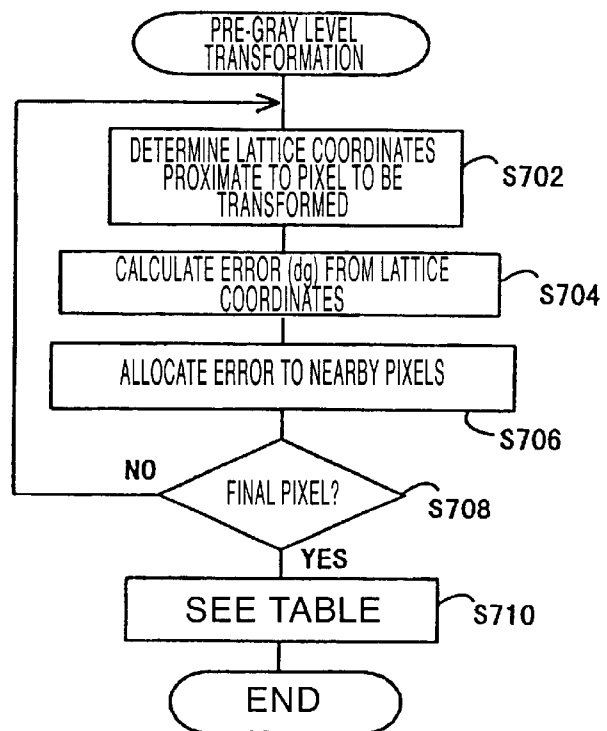 PRE-GRAY LEVEL
TRANSFORMATION
DETERMINE LATTICE COORDINATES
PROXIMATE TO PIXEL TO BE
TRANSFORMED
S702
CALCULATE ERROR (dg) FROM LATTICE
COORDINATES
S704
ALLOCATE ERROR TO NEARBY PIXELS
S706
NO
FINAL PIXEL?
S708
YES
SEE TABLE
S710
END